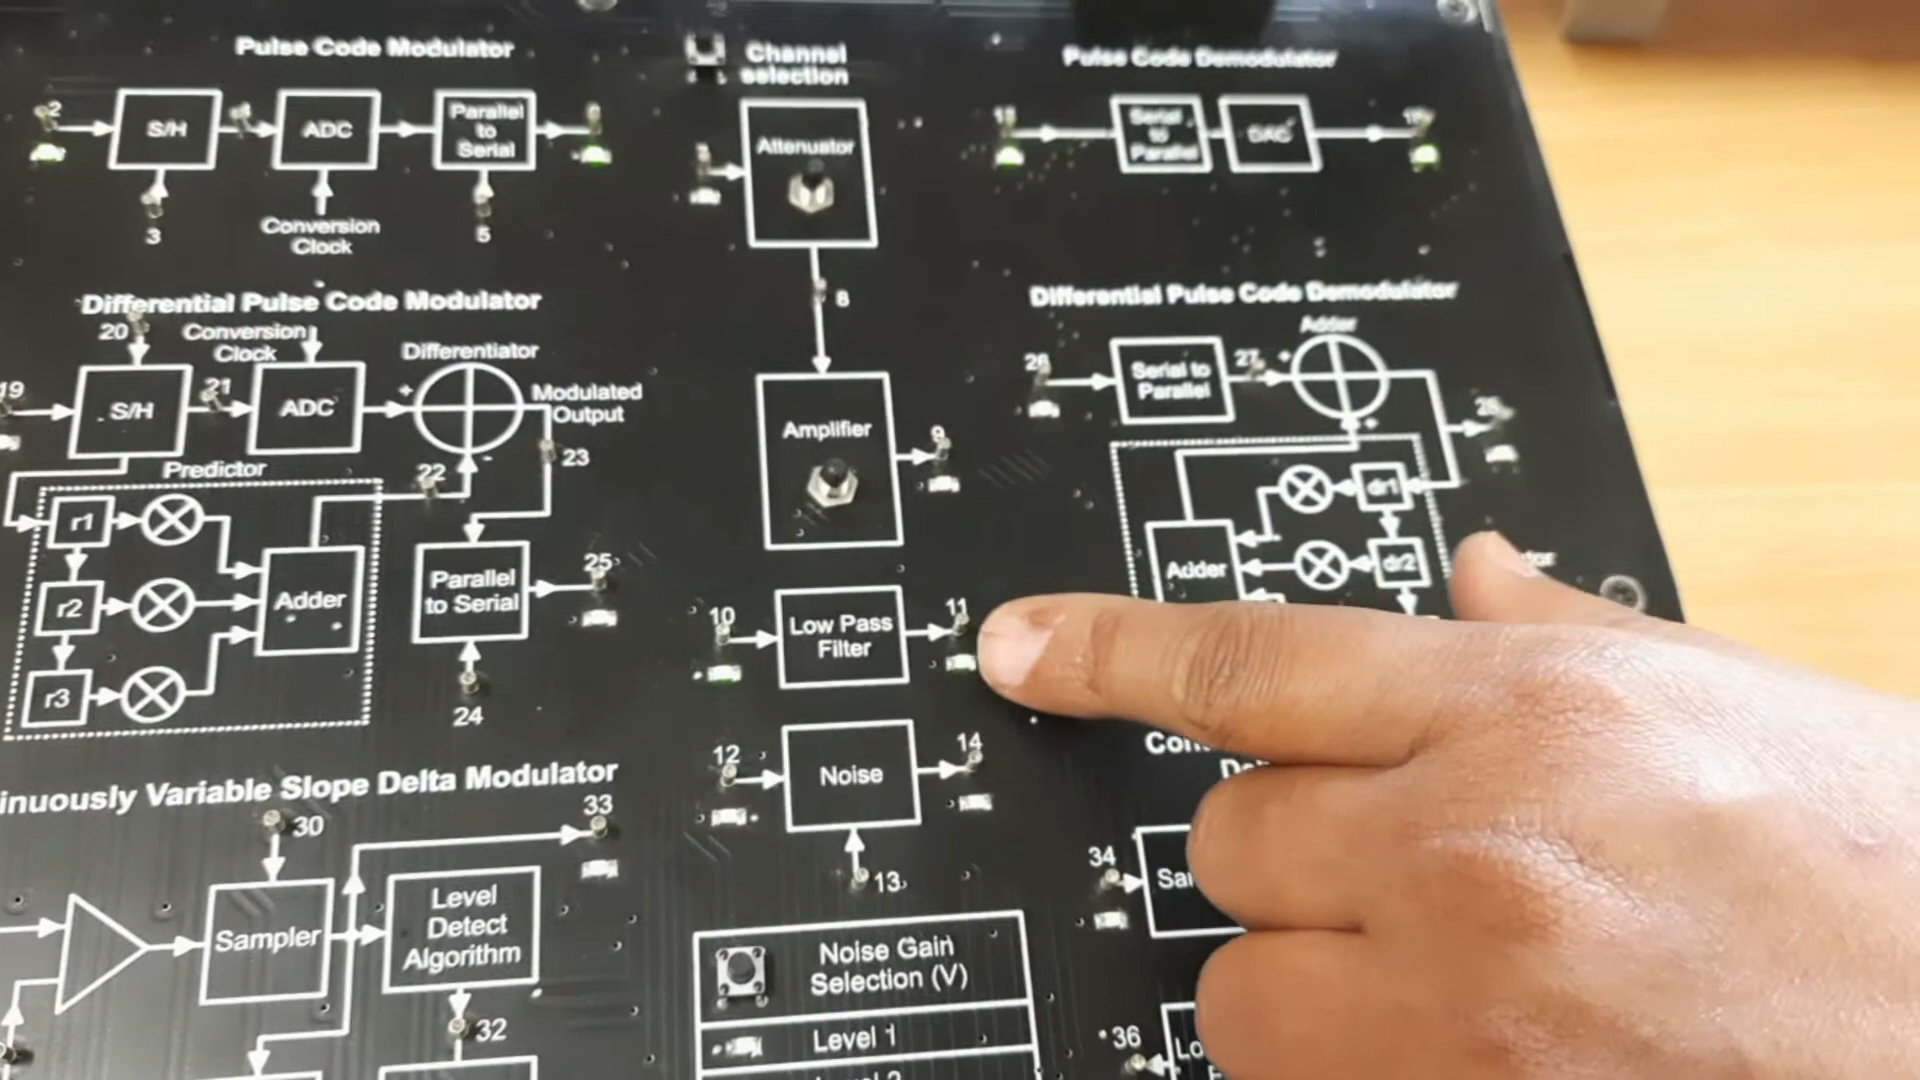 Pulse Code Modulator
2
S/H
4
ADC
Parallel
to
Serial
6
3
Conversion
Clock
5
Channel
selection
Attenuator
8
Amplifier
9
10
Low Pass
Filter
11
12
Noise
14
13
Noise Gain
Selection (V)
Level 1
Pulse Code Demodulator
Serial
to
Parallel
DAC
Differential Pulse Code Modulator
20
Conversion
Clock
Differentiator
19
S/H
21
ADC
+
Modulated
Output
-
22
23
Predictor
r1
r2
r3
Adder
Parallel
to Serial
25
24
Differential Pulse Code Demodulator
Adder
26
Serial to
Parallel
27
+
+
28
dr1
dr2
Adder
inuously Variable Slope Delta Modulator
30
33
Sampler
Level
Detect
Algorithm
32
34
36